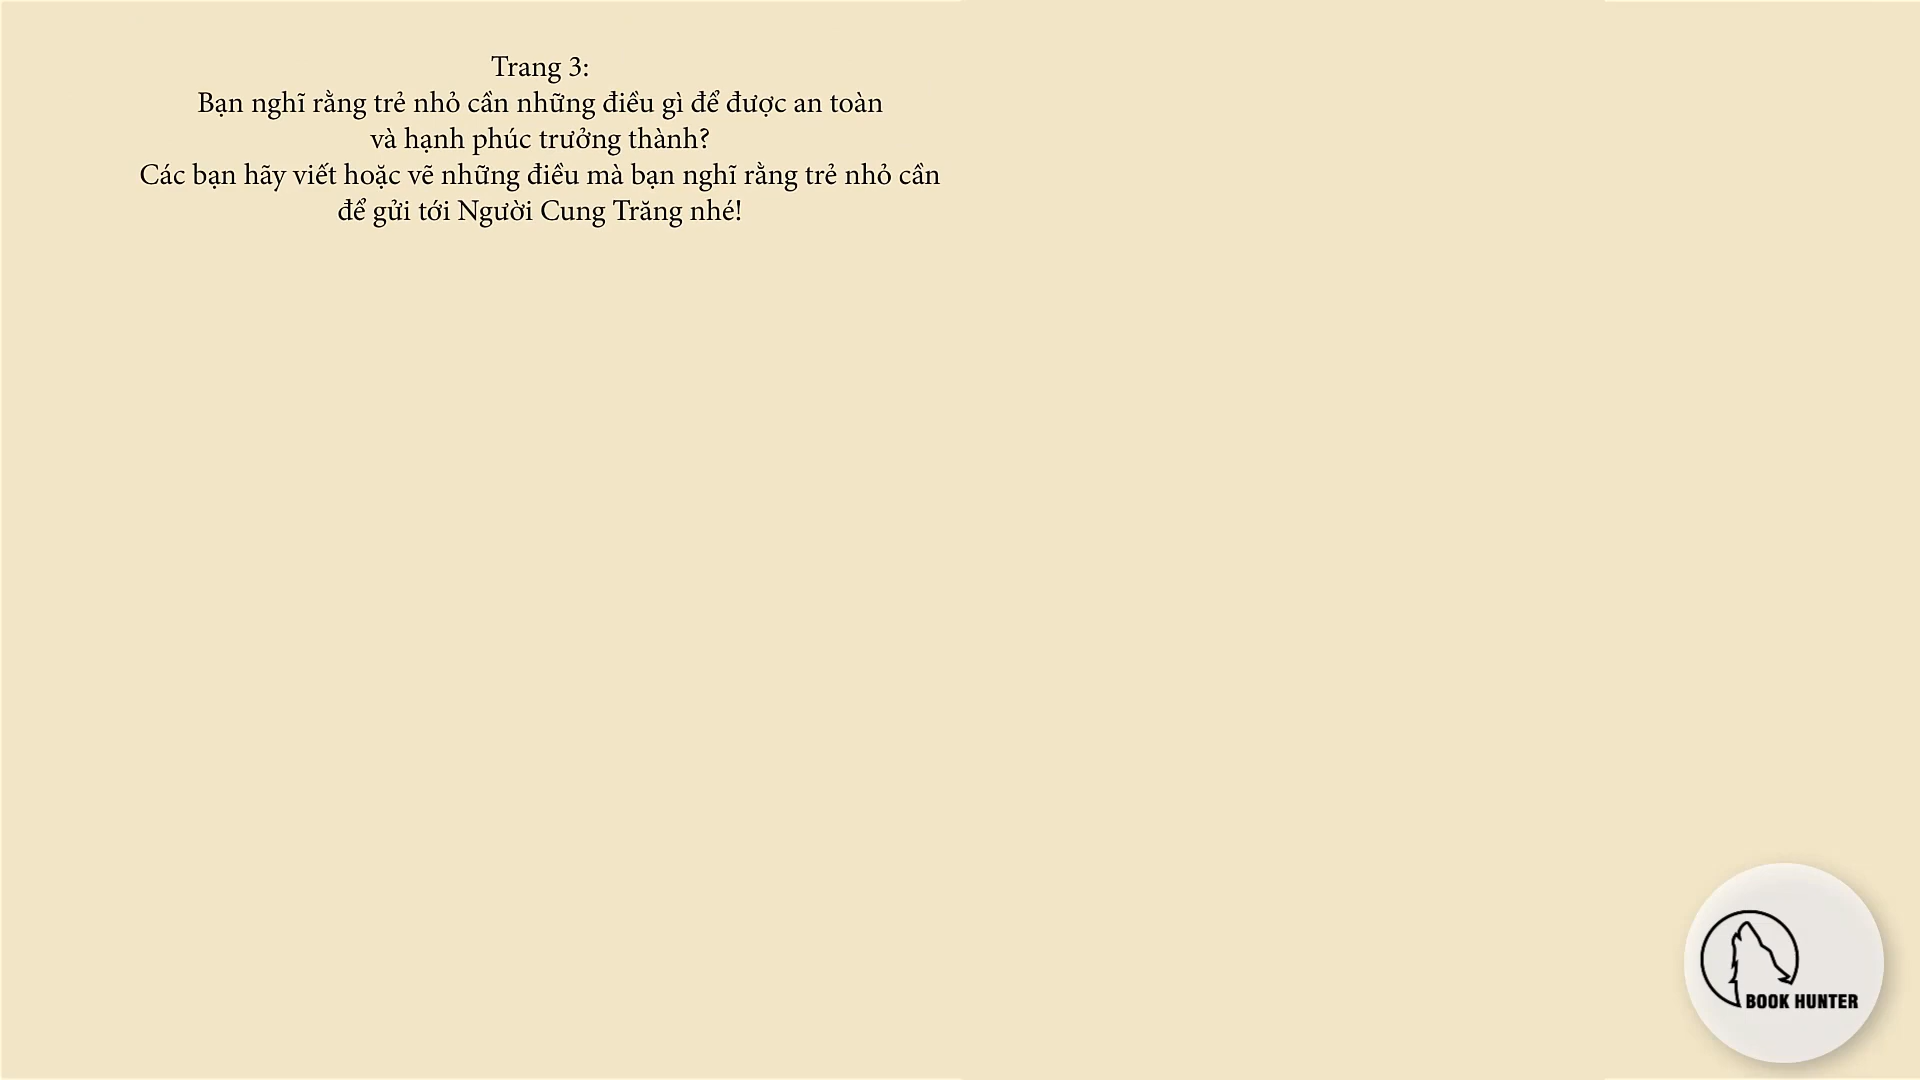 Trang 3:
Bạn nghĩ rằng trẻ nhỏ cần những điều gì để được an toàn
và hạnh phúc trưởng thành?
Các bạn hãy viết hoặc vẽ những điều mà bạn nghĩ rằng trẻ nhỏ cần
để gửi tới Người Cung Trăng nhé!
BOOK HUNTER